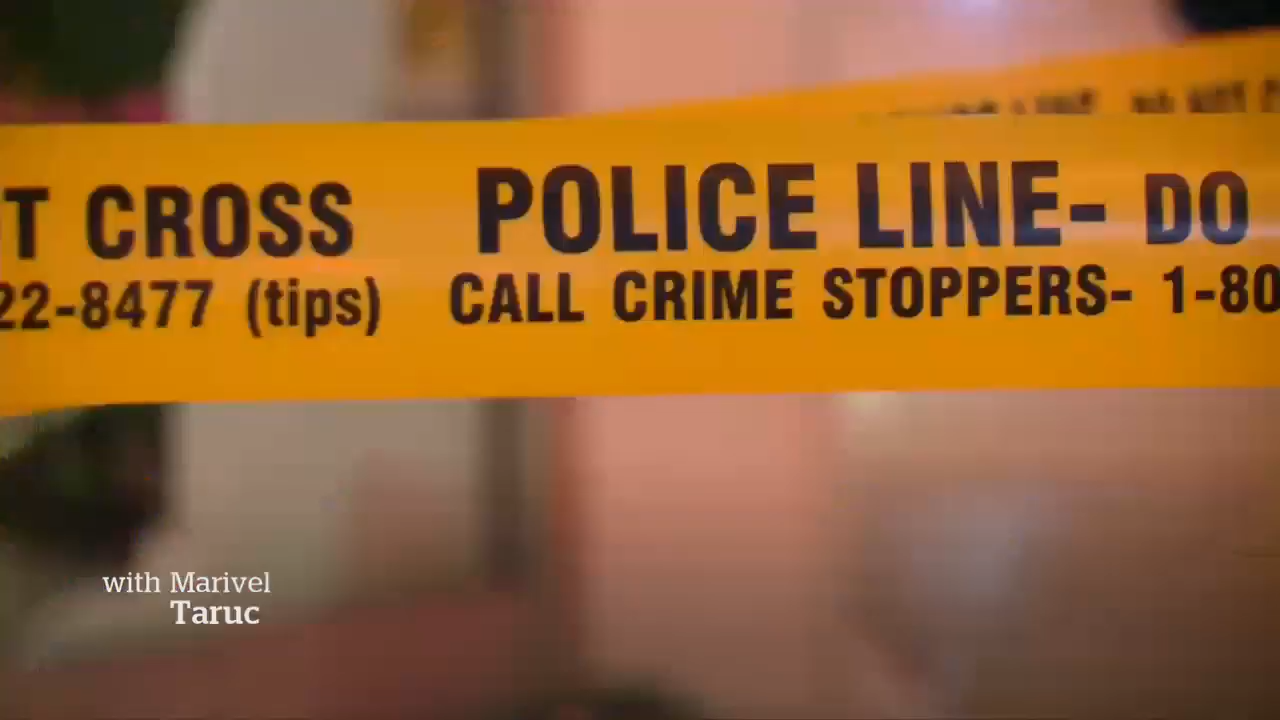 T CROSS POLICE LINE- DO
22-8477 (tips) CALL CRIME STOPPERS- 1-80
with Marivel
Taruc